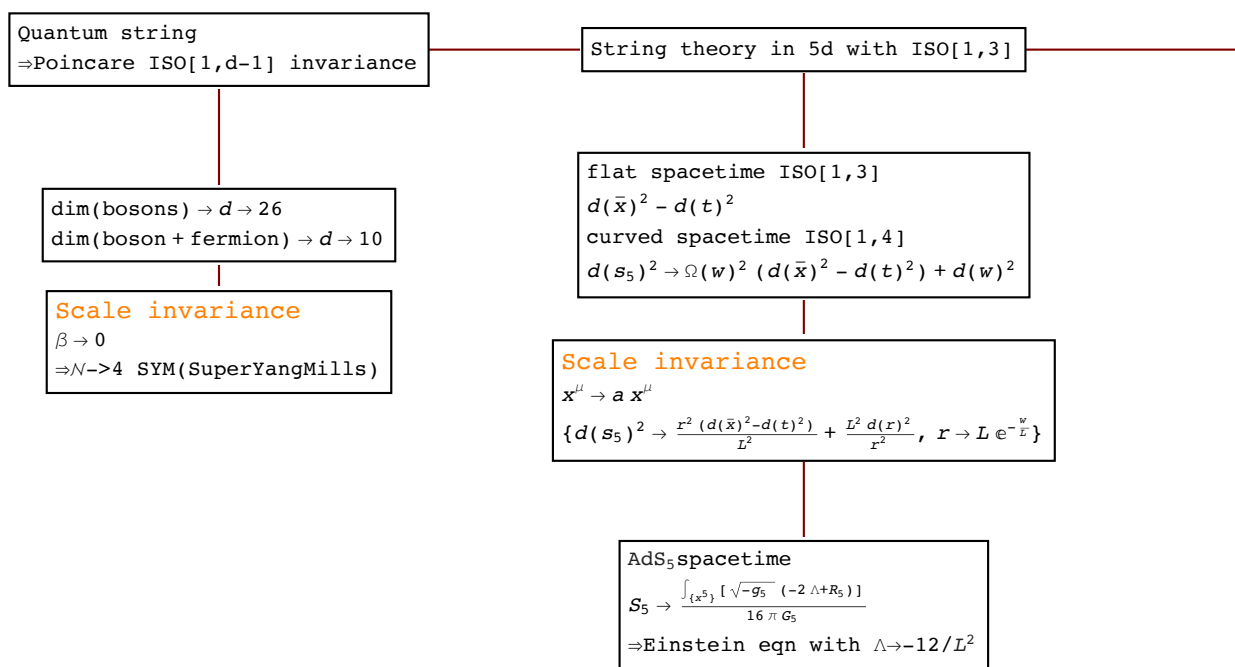 Quantum string
⇒Poincare ISO[1,d-1] invariance
String theory in 5d with ISO[1,3]
dim(bosons) → d → 26
dim(boson + fermion) → d → 10
Scale invariance
β → 0
⇒𝒩->4 SYM(SuperYangMills)
flat spacetime ISO[1,3]
d(x̄)² - d(t)²
curved spacetime ISO[1,4]
d(s₅)² → Ω(w)² (d(x̄)² - d(t)²) + d(w)²
Scale invariance
x^μ → a x^μ
{d(s₅)² → r² (d(x̄)²-d(t)²)/L² + L² d(r)²/r², r → L e^(-w/L)}
AdS₅spacetime
S₅ → ∫_{x⁵}[√(-g₅) (-2 Λ+R₅)]/(16 π G₅)
⇒Einstein eqn with Λ→-12/L²